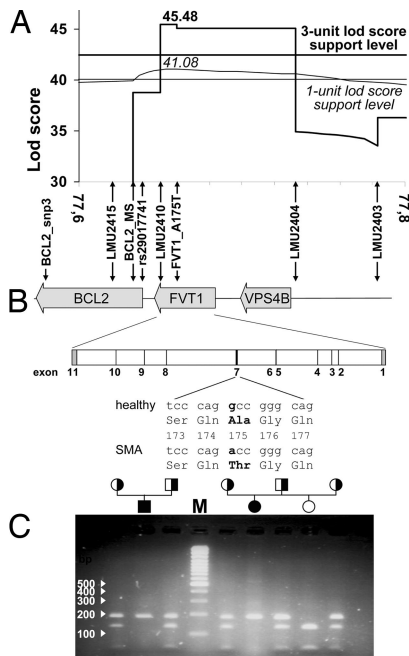 A
45.48
45
3-unit lod score
support level
41.08
40
1-unit lod score
support level
Lod score
35
30
77,6
77,8
BCL2_snp3
LMU2415
BCL2_MS
rs29017741
LMU2410
FVT1_A175T
LMU2404
LMU2403
B
BCL2
FVT1
VPS4B
exon
11 10 9 8 7 6 5 4 3 2 1
healthy
tcc cag gcc ggg cag
Ser Gln Ala Gly Gln
173 174 175 176 177
SMA
tcc cag acc ggg cag
Ser Gln Thr Gly Gln
C
M
bp
500
400
300
200
100